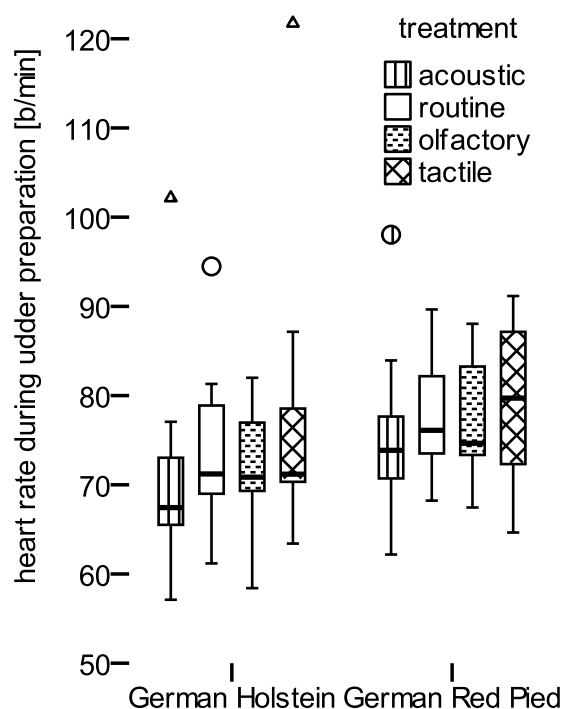 treatment
acoustic
routine
olfactory
tactile
heart rate during udder preparation [b/min]
120
110
100
90
80
70
60
50
German Holstein German Red Pied